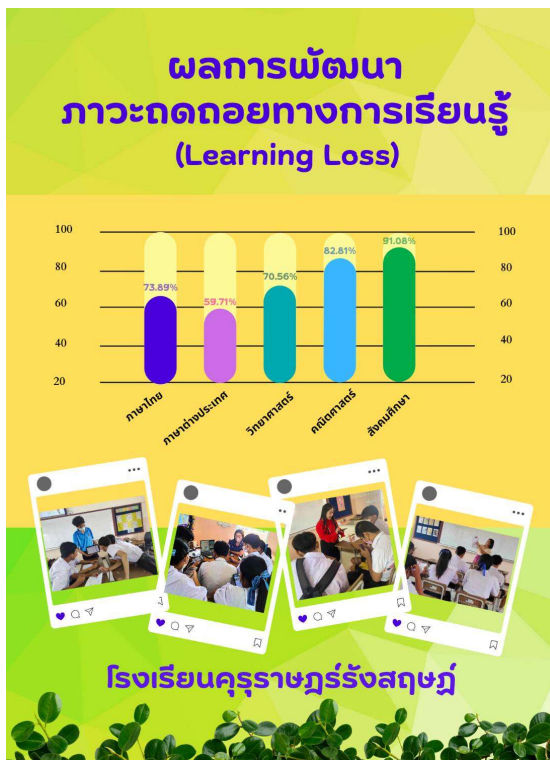 ผลการพัฒนา
ภาวะถดถอยทางการเรียนรู้
(Learning Loss)
100
100
91.08%
82.81%
80
80
73.89%
70.56%
60
60
59.71%
40
40
20
20
ภาษาไทย
ภาษาต่างประเทศ
วิทยาศาสตร์
คณิตศาสตร์
สังคมศึกษา
โรงเรียนคุรุราษฎร์รังสฤษฏ์